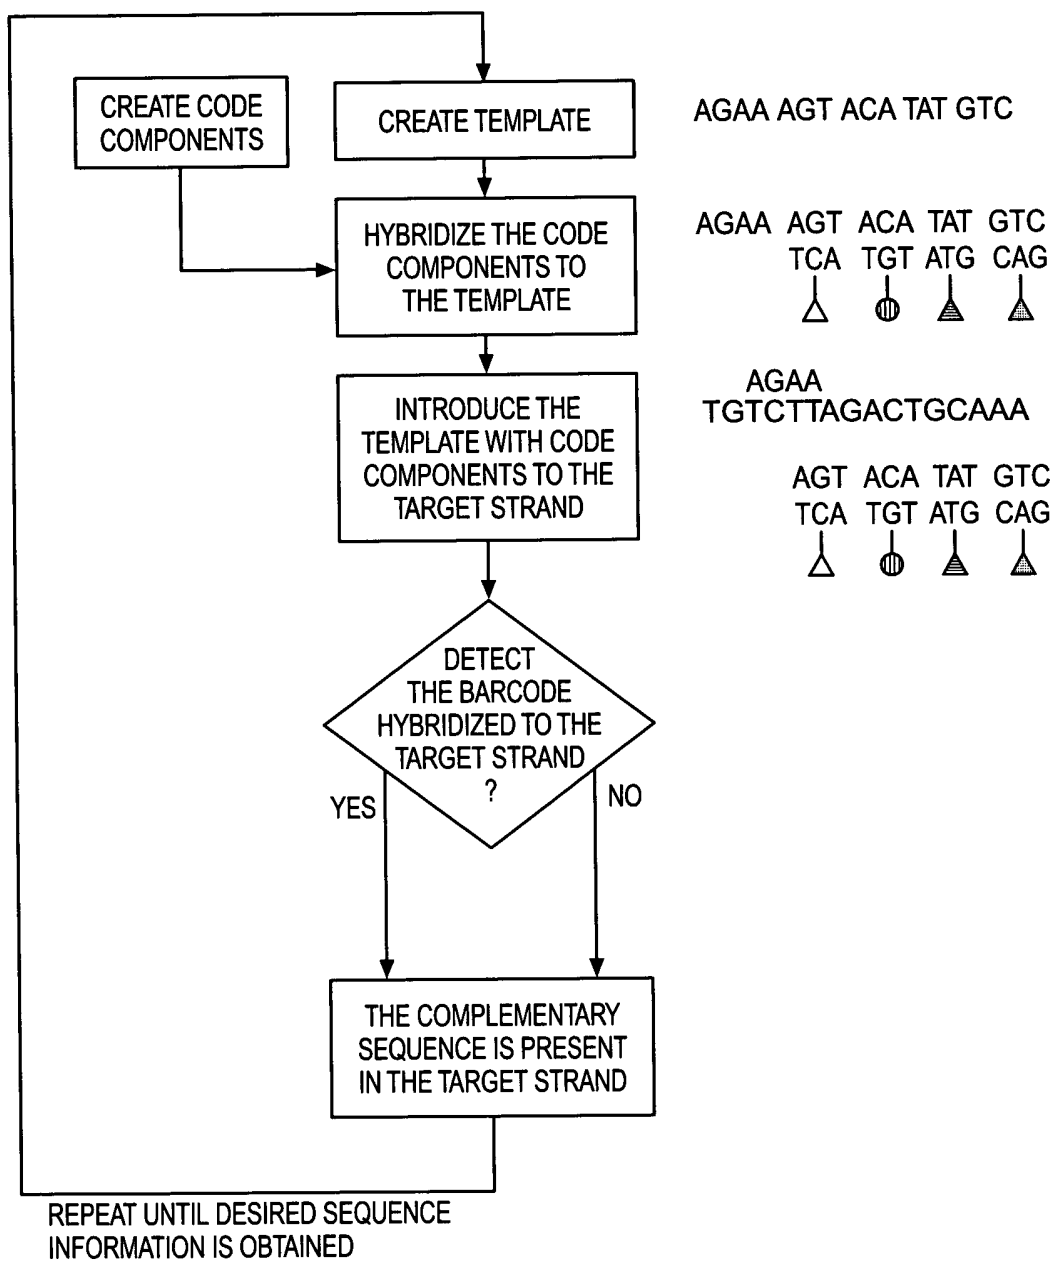 CREATE CODE
COMPONENTS
CREATE TEMPLATE
AGAA AGT ACA TAT GTC
HYBRIDIZE THE CODE
COMPONENTS TO
THE TEMPLATE
AGAA AGT ACA TAT GTC
TCA TGT ATG CAG
INTRODUCE THE
TEMPLATE WITH CODE
COMPONENTS TO THE
TARGET STRAND
AGAA
TGTCTTAGACTGCAAA
AGT ACA TAT GTC
TCA TGT ATG CAG
DETECT
THE BARCODE
HYBRIDIZED TO THE
TARGET STRAND
?
YES
NO
THE COMPLEMENTARY
SEQUENCE IS PRESENT
IN THE TARGET STRAND
REPEAT UNTIL DESIRED SEQUENCE
INFORMATION IS OBTAINED